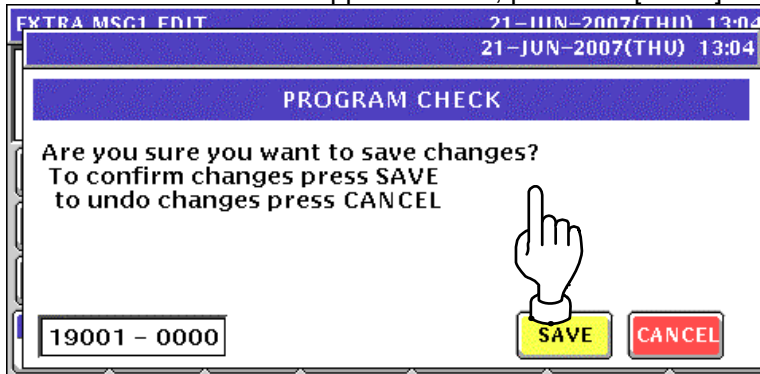 EXTRA MSG1 EDIT 21-JUN-2007(THU) 13:04
21-JUN-2007(THU) 13:04
PROGRAM CHECK
Are you sure you want to save changes?
To confirm changes press SAVE
to undo changes press CANCEL
19001 - 0000 SAVE CANCEL